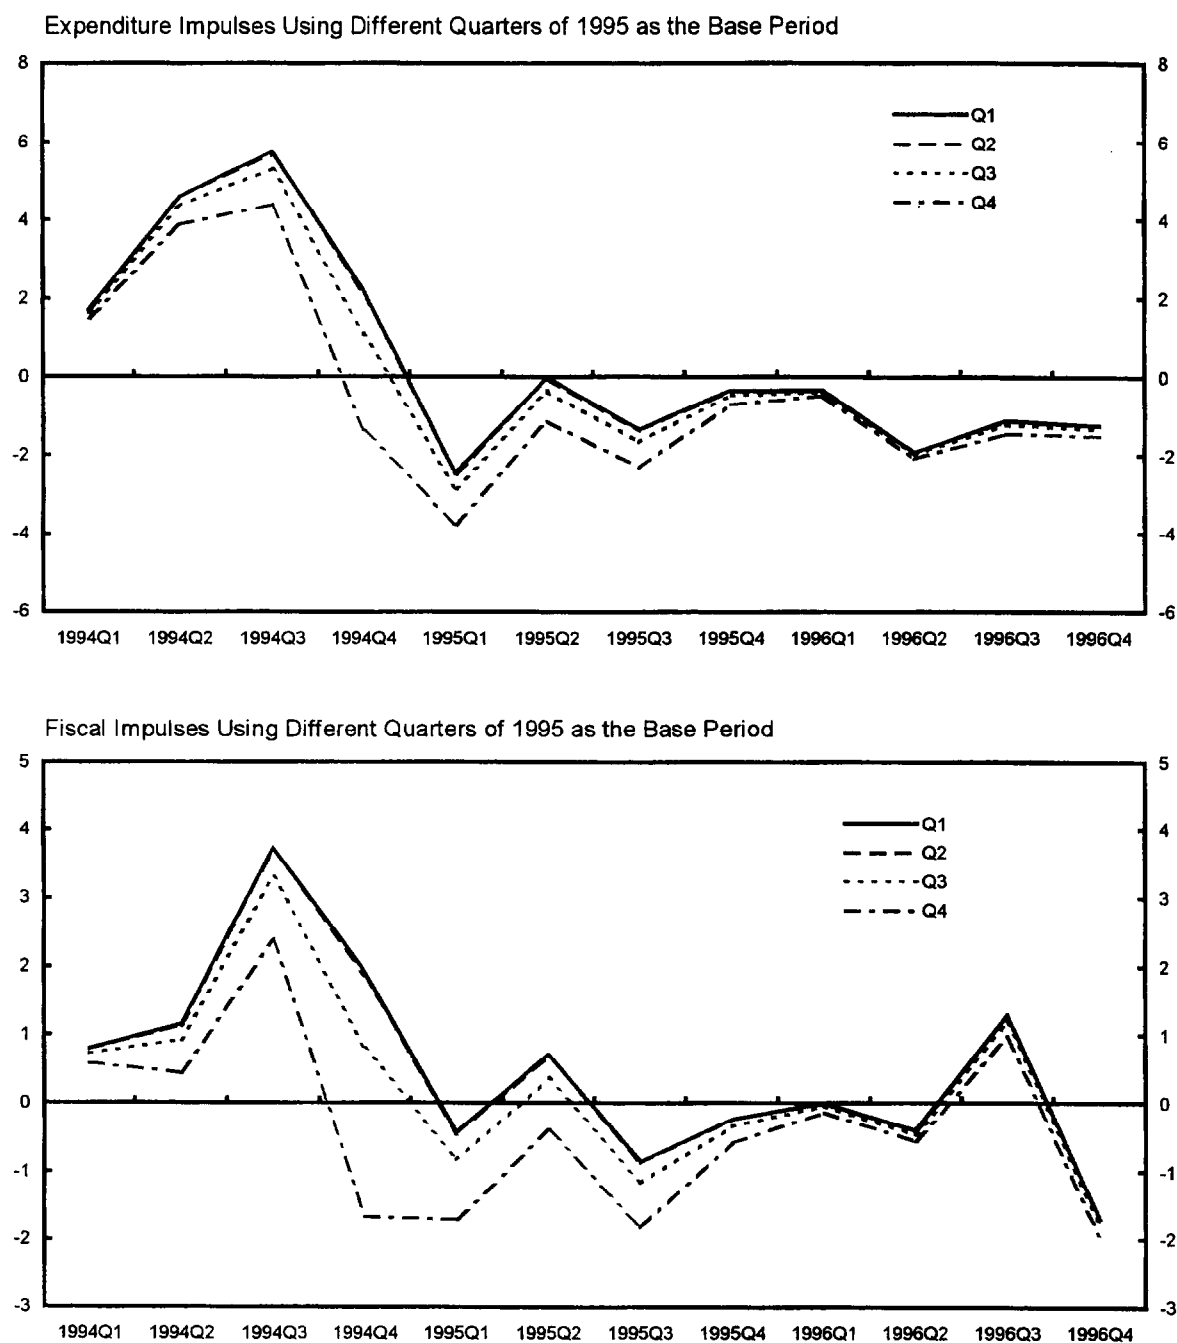 Expenditure Impulses Using Different Quarters of 1995 as the Base Period
8 8
Q1
6 6
Q2
Q3
Q4
4 4
2 2
0 0
-2 -2
-4 -4
-6 -6
1994Q1 1994Q2 1994Q3 1994Q4 1995Q1 1995Q2 1995Q3 1995Q4 1996Q1 1996Q2 1996Q3 1996Q4
Fiscal Impulses Using Different Quarters of 1995 as the Base Period
5 5
Q1
4 4
Q2
Q3
3 3
Q4
2 2
1 1
0 0
-1 -1
-2 -2
-3 -3
1994Q1 1994Q2 1994Q3 1994Q4 1995Q1 1995Q2 1995Q3 1995Q4 1996Q1 1996Q2 1996Q3 1996Q4